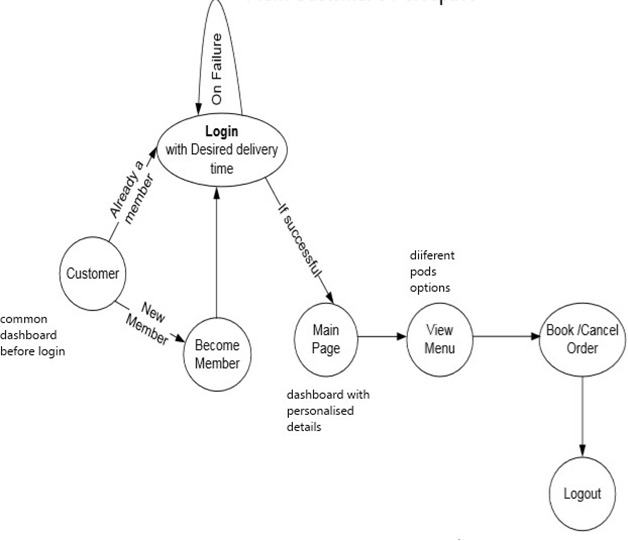 On Failure
Login
with Desired delivery
time
Already a
member
If successful
Customer
New
Member
common
dashboard
before login
Become
Member
Main
Page
dashboard with
personalised
details
diiferent
pods
options
View
Menu
Book /Cancel
Order
Logout